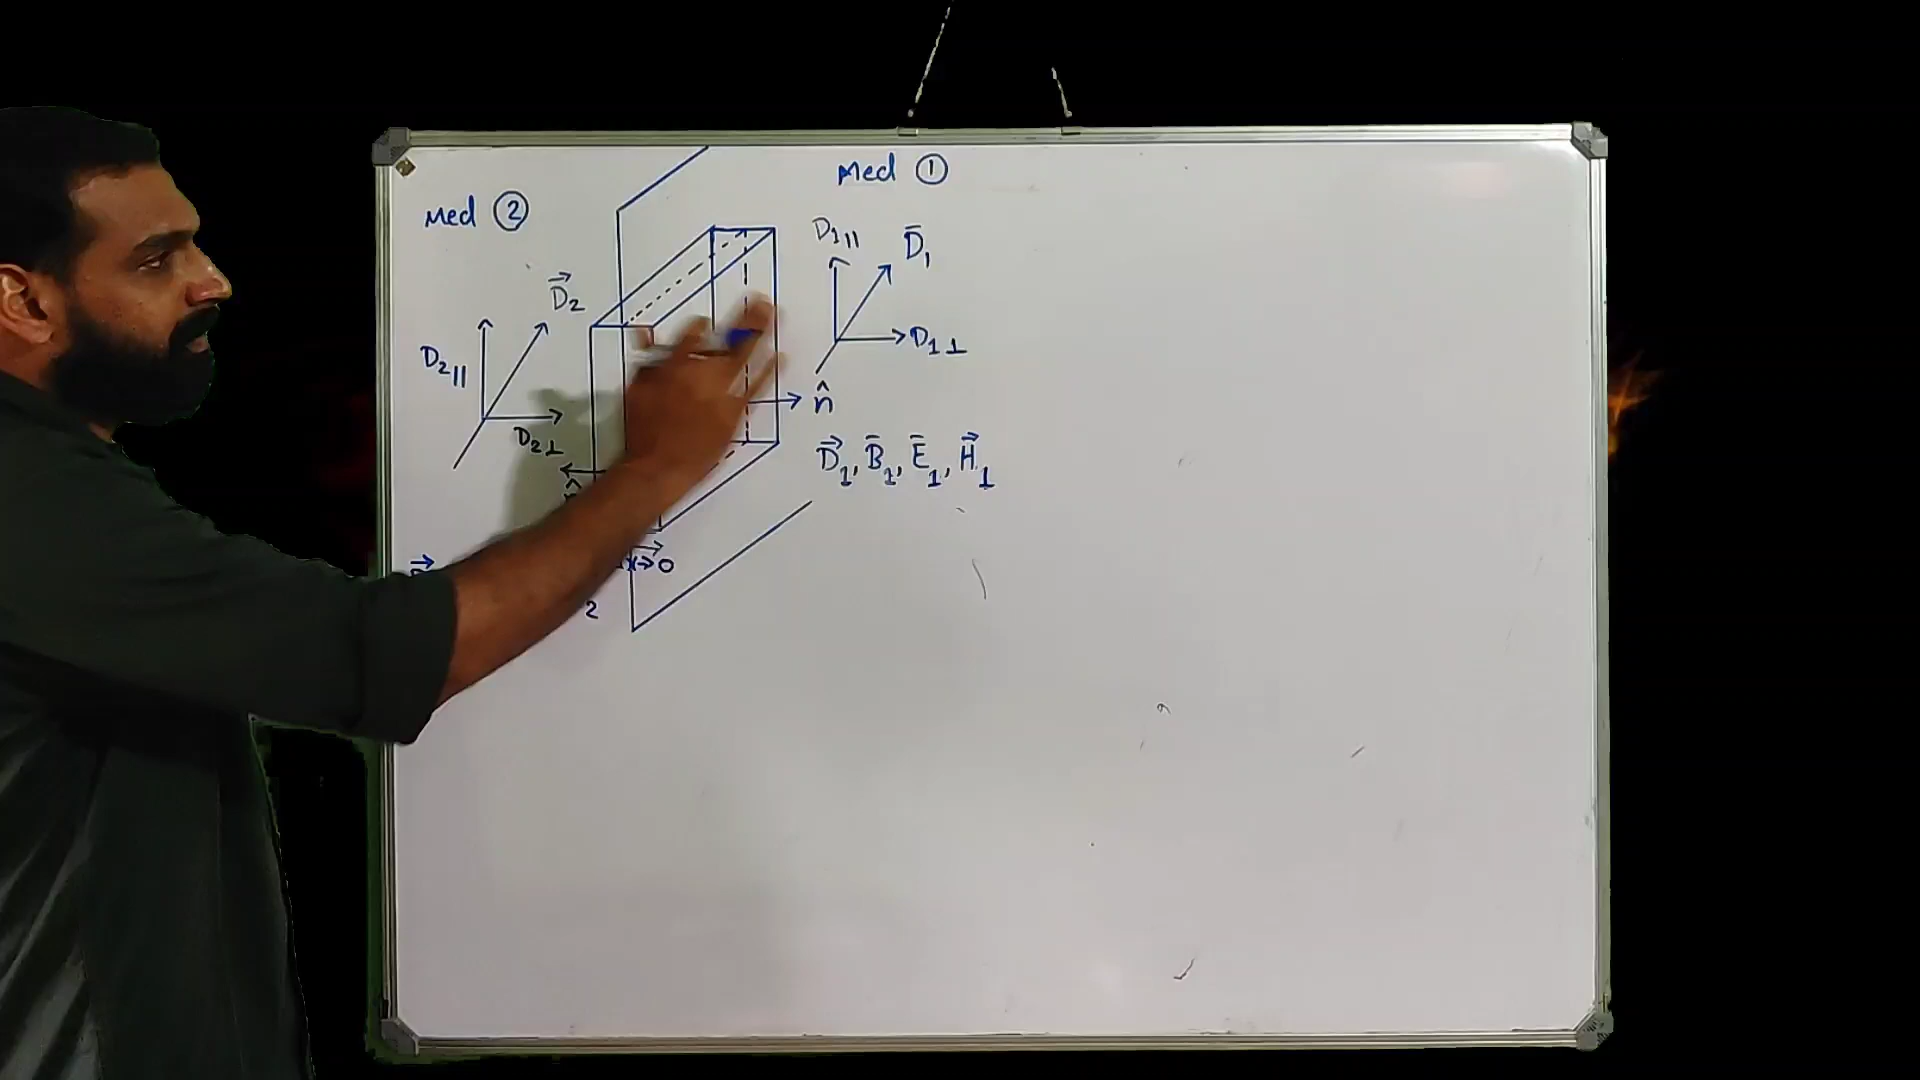 Med ①
Med ②
D₁∥
D̄₁
D⃗₂
D₁⊥
D₂∥
n̂
D₂⊥
D⃗₁, B̄₁, Ē₁, H⃗₁
→0
2